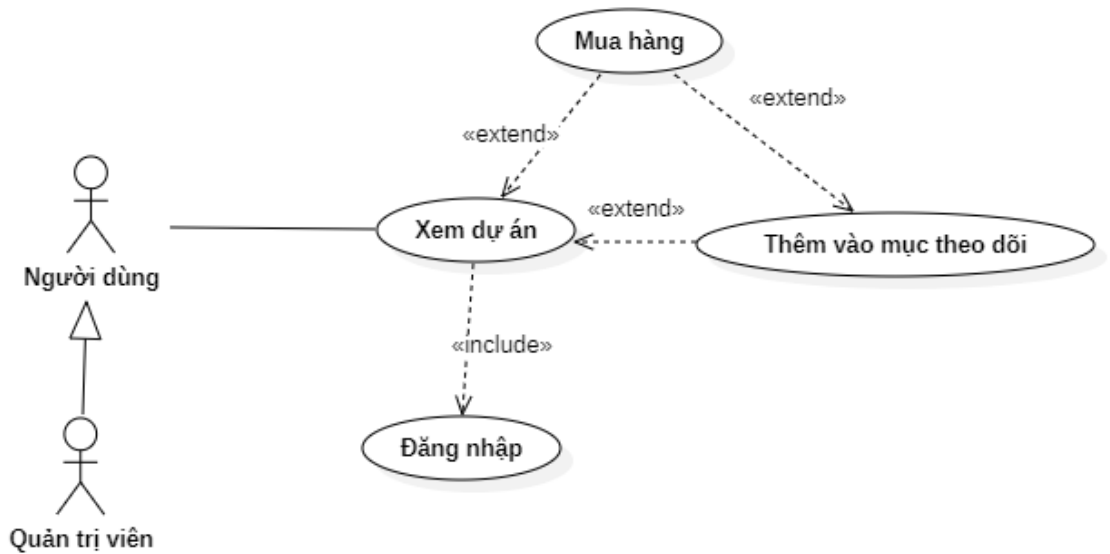 Mua hàng
«extend»
«extend»
Xem dự án
«extend»
Thêm vào mục theo dõi
Người dùng
«include»
Đăng nhập
Quản trị viên